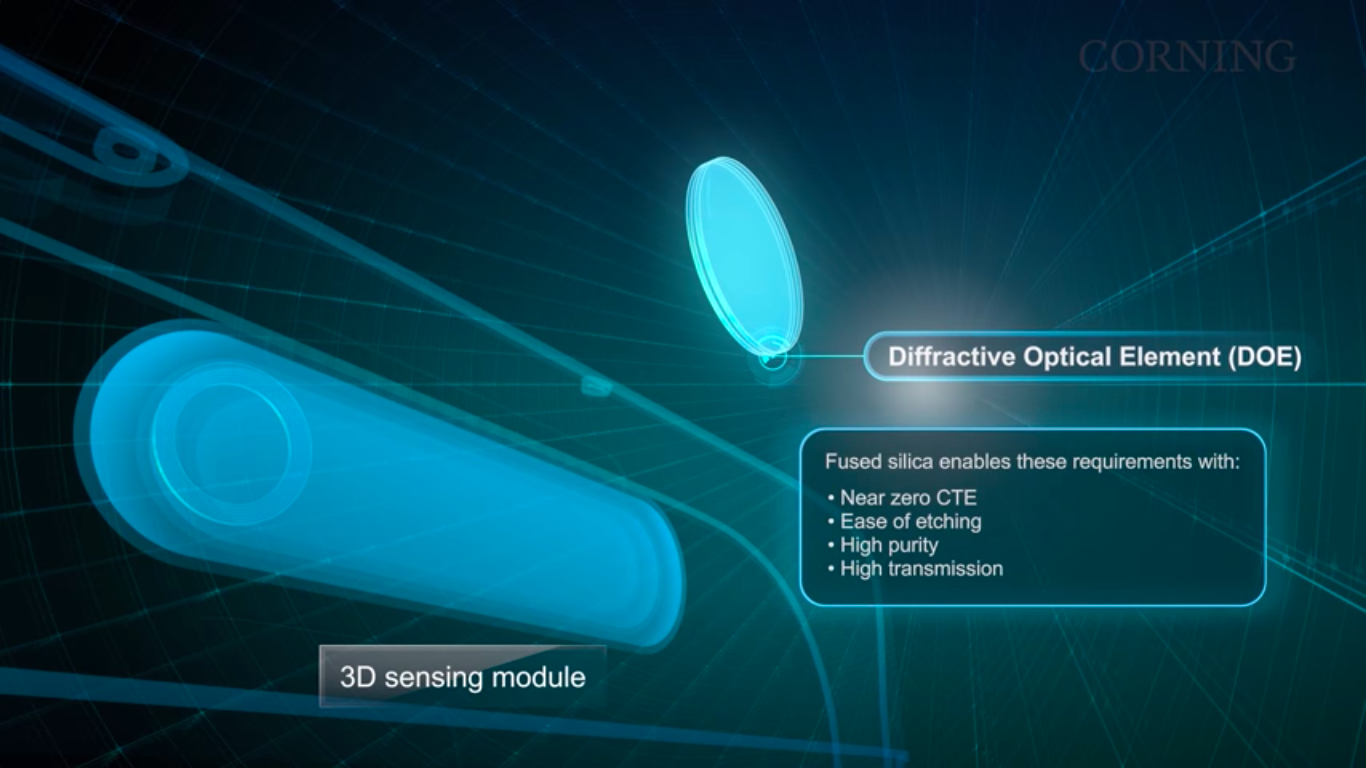 CORNING
Diffractive Optical Element (DOE)
Fused silica enables these requirements with:
• Near zero CTE
• Ease of etching
• High purity
• High transmission
3D sensing module